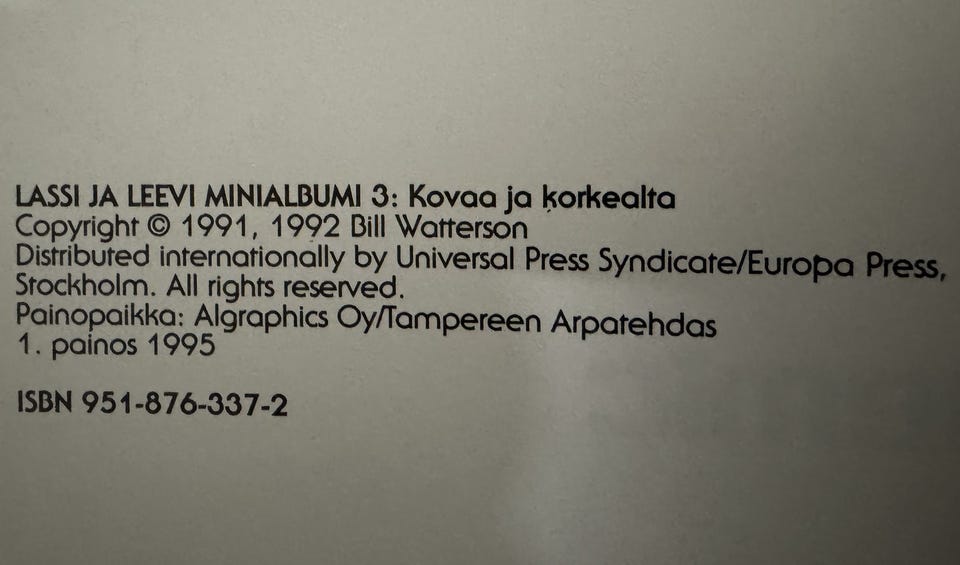 LASSI JA LEEVI MINIALBUMI 3: Kovaa ja korkealta
Copyright © 1991, 1992 Bill Watterson
Distributed internationally by Universal Press Syndicate/Europa Press,
Stockholm. All rights reserved.
Painopaikka: Algraphics Oy/Tampereen Arpatehdas
1. painos 1995
ISBN 951-876-337-2